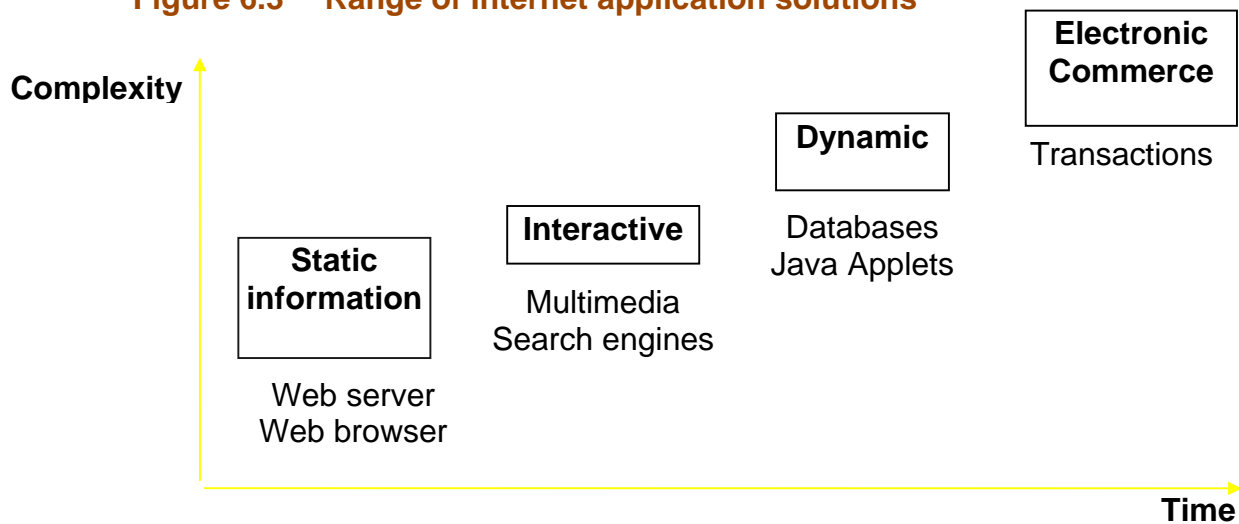 Figure 6.3 Range of Internet application solutions
Electronic
Commerce
Complexity
Dynamic
Transactions
Interactive
Databases
Java Applets
Static
information
Multimedia
Search engines
Web server
Web browser
Time